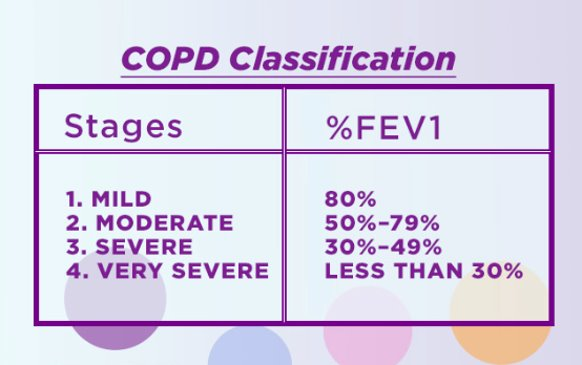 COPD Classification
Stages %FEV1
1. MILD 80%
2. MODERATE 50%–79%
3. SEVERE 30%–49%
4. VERY SEVERE LESS THAN 30%